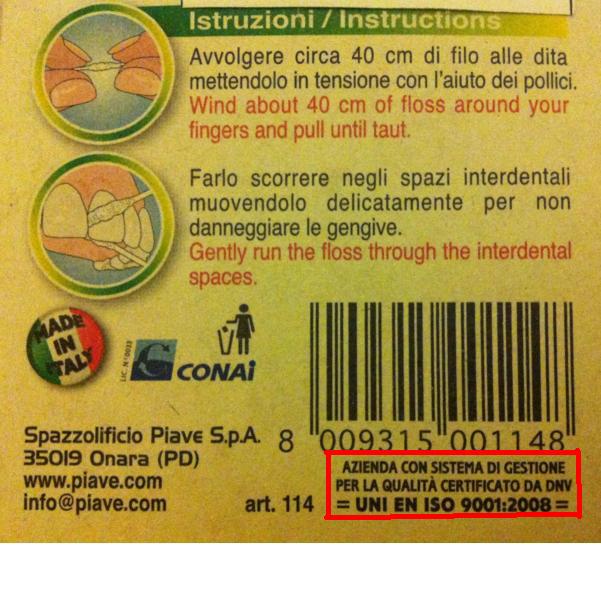 Istruzioni / Instructions
Avvolgere circa 40 cm di filo alle dita
mettendolo in tensione con l'aiuto dei pollici.
Wind about 40 cm of floss around your
fingers and pull until taut.
Farlo scorrere negli spazi interdentali
muovendolo delicatamente per non
danneggiare le gengive.
Gently run the floss through the interdental
spaces.
MADE
IN
ITALY
LIC. N°0033
CONAi
Spazzolificio Piave S.p.A.
35019 Onara (PD)
www.piave.com
info@piave.com
art. 114
8 009315 001148
AZIENDA CON SISTEMA DI GESTIONE
PER LA QUALITÀ CERTIFICATO DA DNV
= UNI EN ISO 9001:2008 =